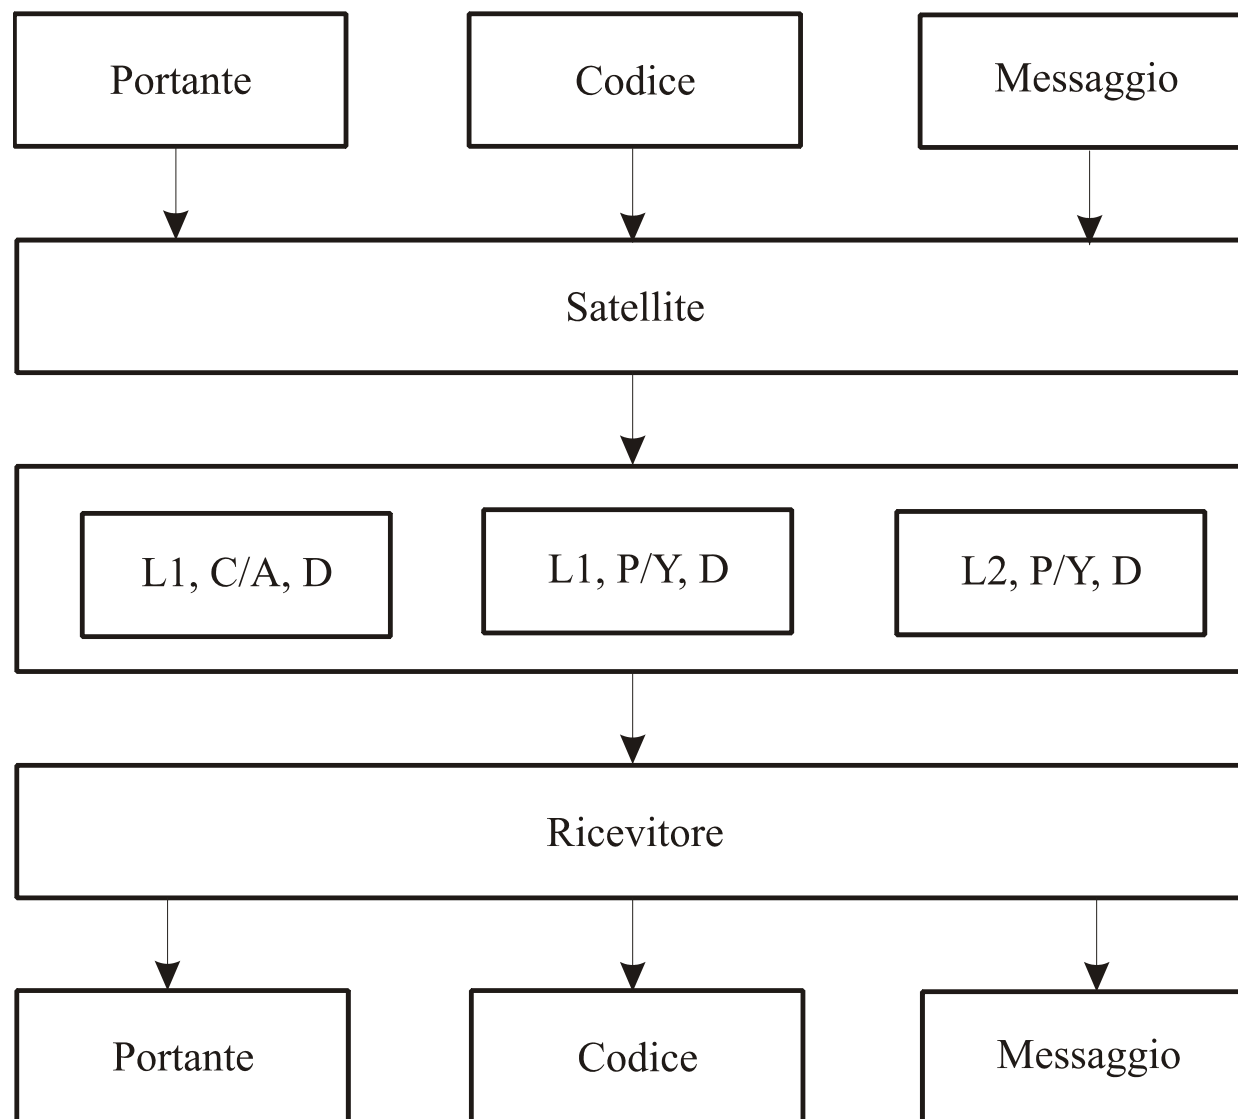 Portante
Codice
Messaggio
Satellite
L1, C/A, D
L1, P/Y, D
L2, P/Y, D
Ricevitore
Portante
Codice
Messaggio